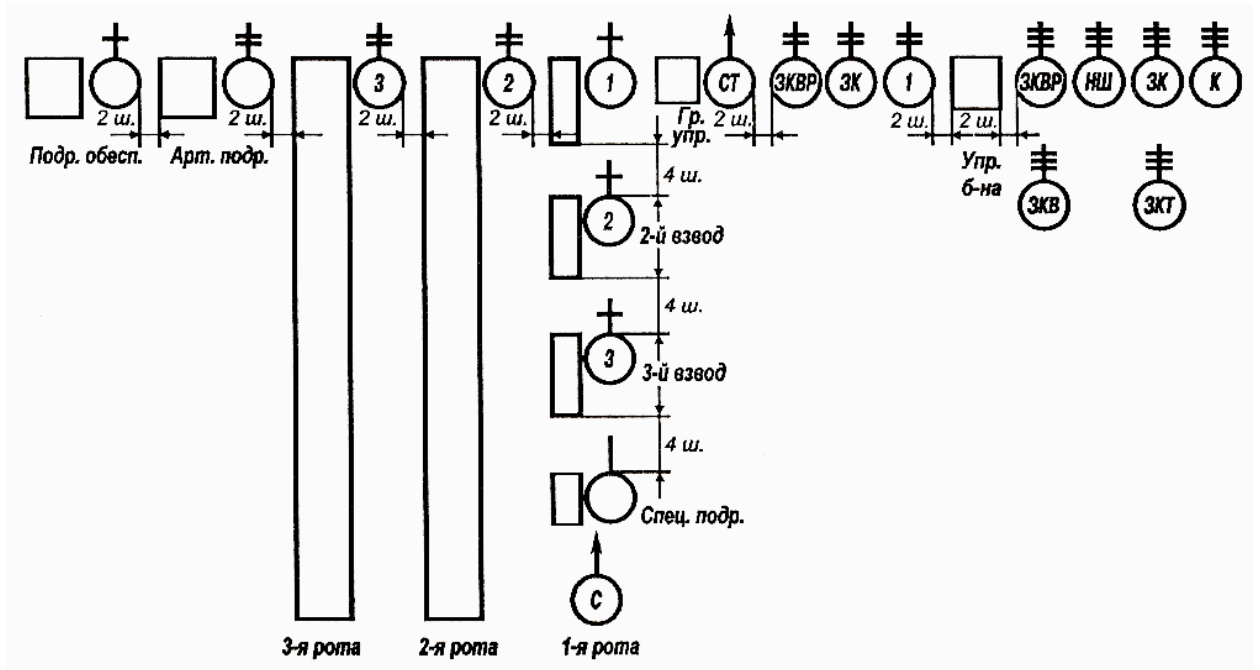 3
2
1
СТ
ЗКВР
ЗК
1
ЗКВР
НШ
ЗК
К
2 ш.
2 ш.
2 ш.
2 ш.
Гр.
упр.
2 ш.
2 ш.
2 ш.
Подр. обесп.
Арт. подр.
Упр.
б-на
4 ш.
ЗКВ
ЗКТ
2
2-й взвод
4 ш.
3
3-й взвод
4 ш.
Спец. подр.
С
3-я рота
2-я рота
1-я рота